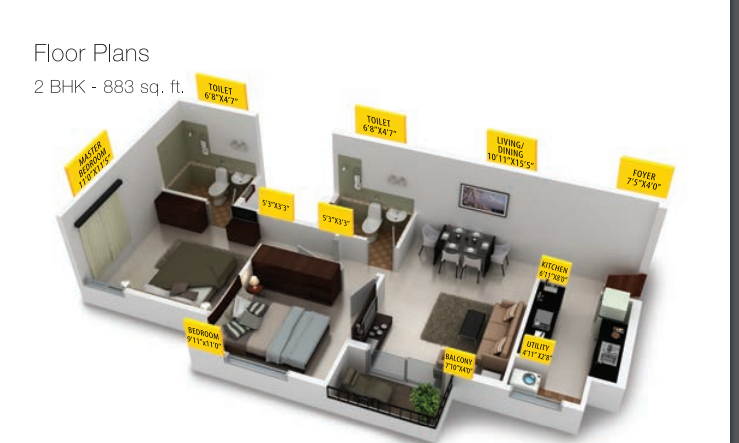 Floor Plans
2 BHK - 883 sq. ft.
TOILET
6'8"X4'7"
MASTER
BEDROOM
11'0"X11'5"
TOILET
6'8"X4'7"
LIVING/
DINING
10'11"X15'5"
FOYER
7'5"X4'0"
5'3"X3'3"
5'3"X3'3"
KITCHEN
6'11"X8'0"
BEDROOM
9'11"x11'0"
UTILITY
4'11"X2'8"
BALCONY
7'10"X4'0"